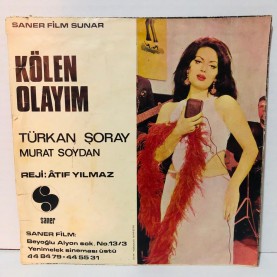 SANER FİLM SUNAR
KÖLEN
OLAYIM
TÜRKAN ŞORAY
MURAT SOYDAN
REJİ: ÂTIF YILMAZ
saner
SANER FİLM:
Beyoğlu Alyon sok. No.13/3
Yenimelek sineması üstü
44 84 79 - 44 55 31